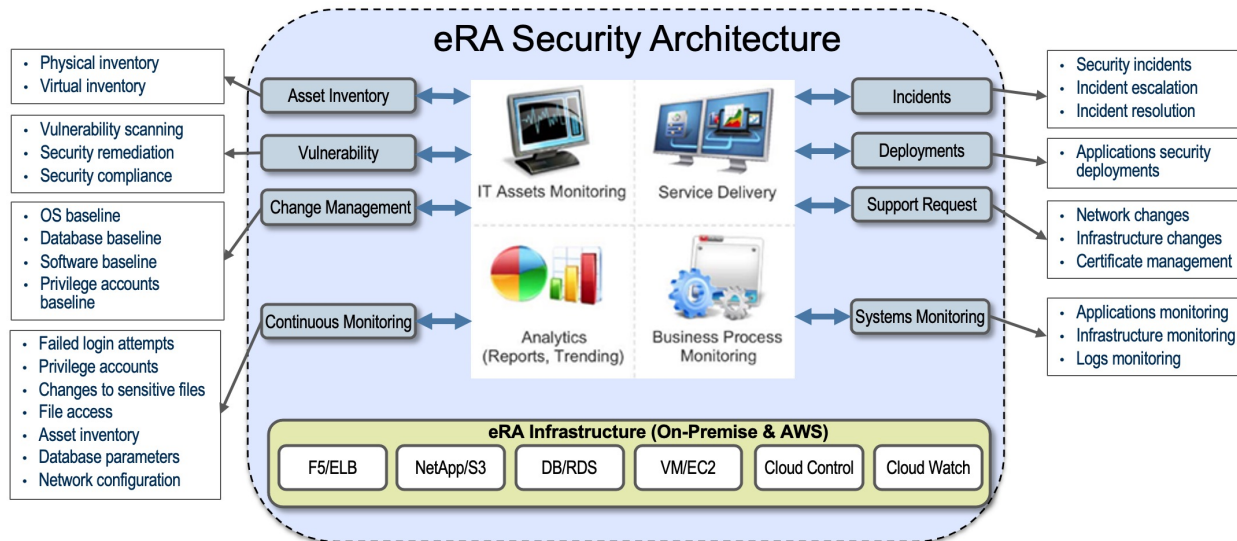 eRA Security Architecture
Physical inventory
Virtual inventory
Vulnerability scanning
Security remediation
Security compliance
OS baseline
Database baseline
Software baseline
Privilege accounts
baseline
Failed login attempts
Privilege accounts
Changes to sensitive files
File access
Asset inventory
Database parameters
Network configuration
Asset Inventory
Vulnerability
Change Management
Continuous Monitoring
IT Assets Monitoring
Service Delivery
Analytics
(Reports, Trending)
Business Process
Monitoring
Incidents
Deployments
Support Request
Systems Monitoring
Security incidents
Incident escalation
Incident resolution
Applications security
deployments
Network changes
Infrastructure changes
Certificate management
Applications monitoring
Infrastructure monitoring
Logs monitoring
eRA Infrastructure (On-Premise & AWS)
F5/ELB
NetApp/S3
DB/RDS
VM/EC2
Cloud Control
Cloud Watch